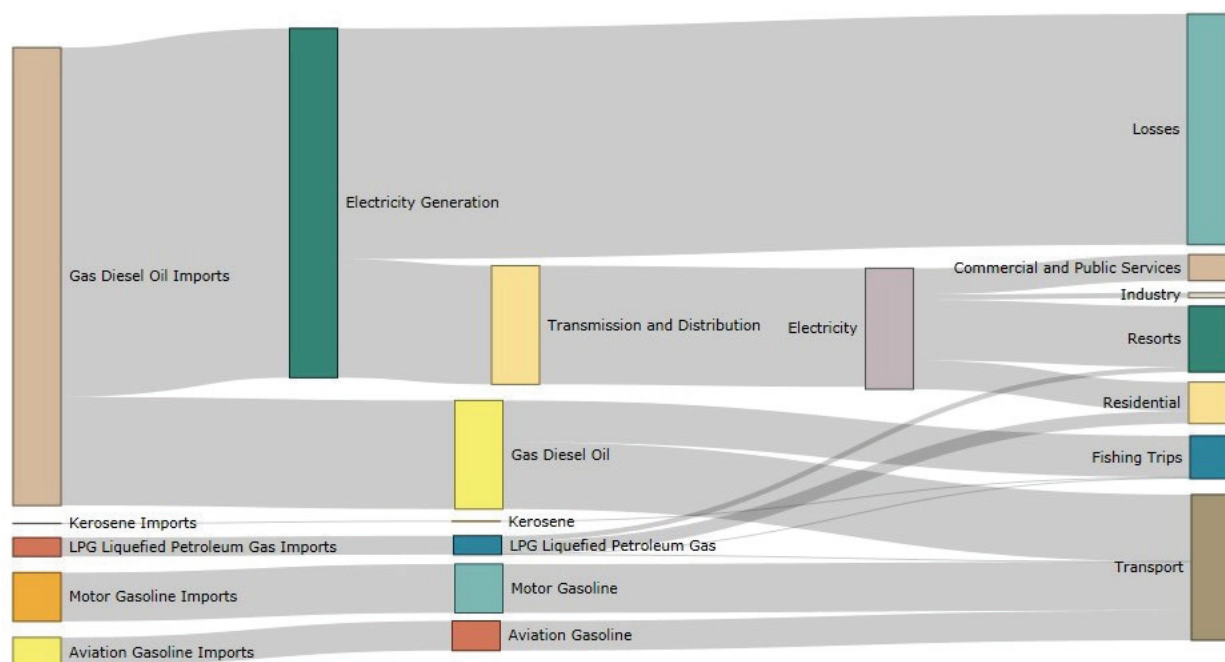 Losses
Electricity Generation
Commercial and Public Services
Gas Diesel Oil Imports
Industry
Transmission and Distribution
Electricity
Resorts
Residential
Gas Diesel Oil
Fishing Trips
Kerosene Imports
Kerosene
LPG Liquefied Petroleum Gas Imports
LPG Liquefied Petroleum Gas
Transport
Motor Gasoline Imports
Motor Gasoline
Aviation Gasoline
Aviation Gasoline Imports